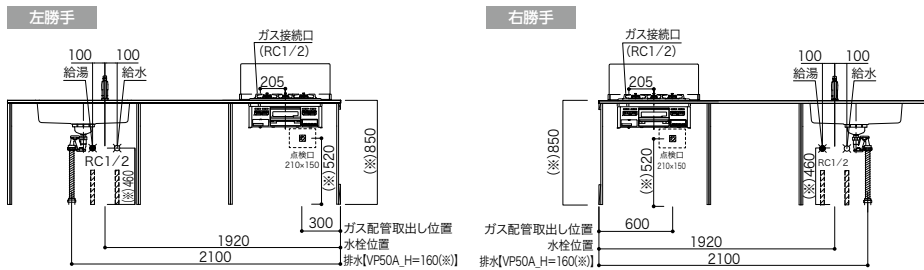 左勝手
ガス接続口
(RC1/2)
100 100
給湯 給水
205
RC1/2
点検口
210×150
(※)460
(※)520
(※)850
300 ガス配管取出し位置
1920 水栓位置
2100 排水【VP50A_H=160(※)】
右勝手
ガス接続口
(RC1/2)
100 100
給湯 給水
205
点検口
210×150
RC1/2
(※)850
(※)520
(※)460
ガス配管取出し位置 600
水栓位置 1920
排水【VP50A_H=160(※)】 2100